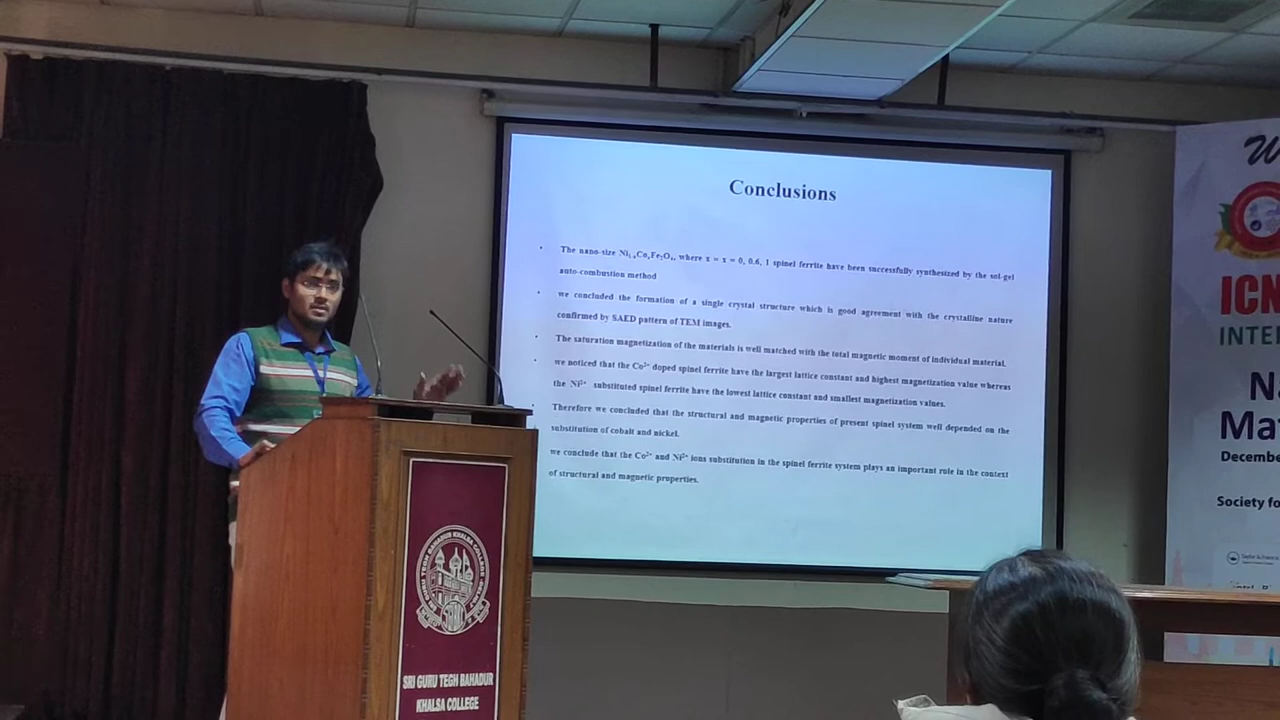 Conclusions
• The nano-size Ni1-xCoxFe2O4, where x = x = 0, 0.6, 1 spinel ferrite have been successfully synthesized by the sol-gel
auto-combustion method
• we concluded the formation of a single crystal structure which is good agreement with the crystalline nature
confirmed by SAED pattern of TEM images.
• The saturation magnetization of the materials is well matched with the total magnetic moment of individual material.
• we noticed that the Co2+ doped spinel ferrite have the largest lattice constant and highest magnetization value whereas
the Ni2+ substituted spinel ferrite have the lowest lattice constant and smallest magnetization values.
Therefore we concluded that the structural and magnetic properties of present spinel system well depended on the
substitution of cobalt and nickel.
we conclude that the Co2+ and Ni2+ ions substitution in the spinel ferrite system plays an important role in the context
of structural and magnetic properties.
SRI GURU TEGH BAHADUR
KHALSA COLLEGE
W
ICN
INTER
N
Ma
Decembe
Society fo